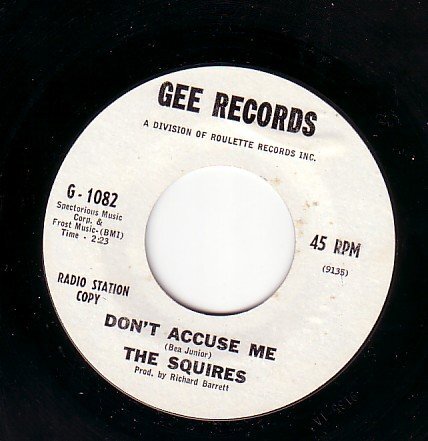 GEE RECORDS
A DIVISION OF ROULETTE RECORDS INC.
G-1082
Spectorious Music
Corp. &
Frost Music-(BMI)
Time - 2:23
45 RPM
(9135)
RADIO STATION
COPY
DON'T ACCUSE ME
(Bea Junior)
THE SQUIRES
Prod. by Richard Barrett